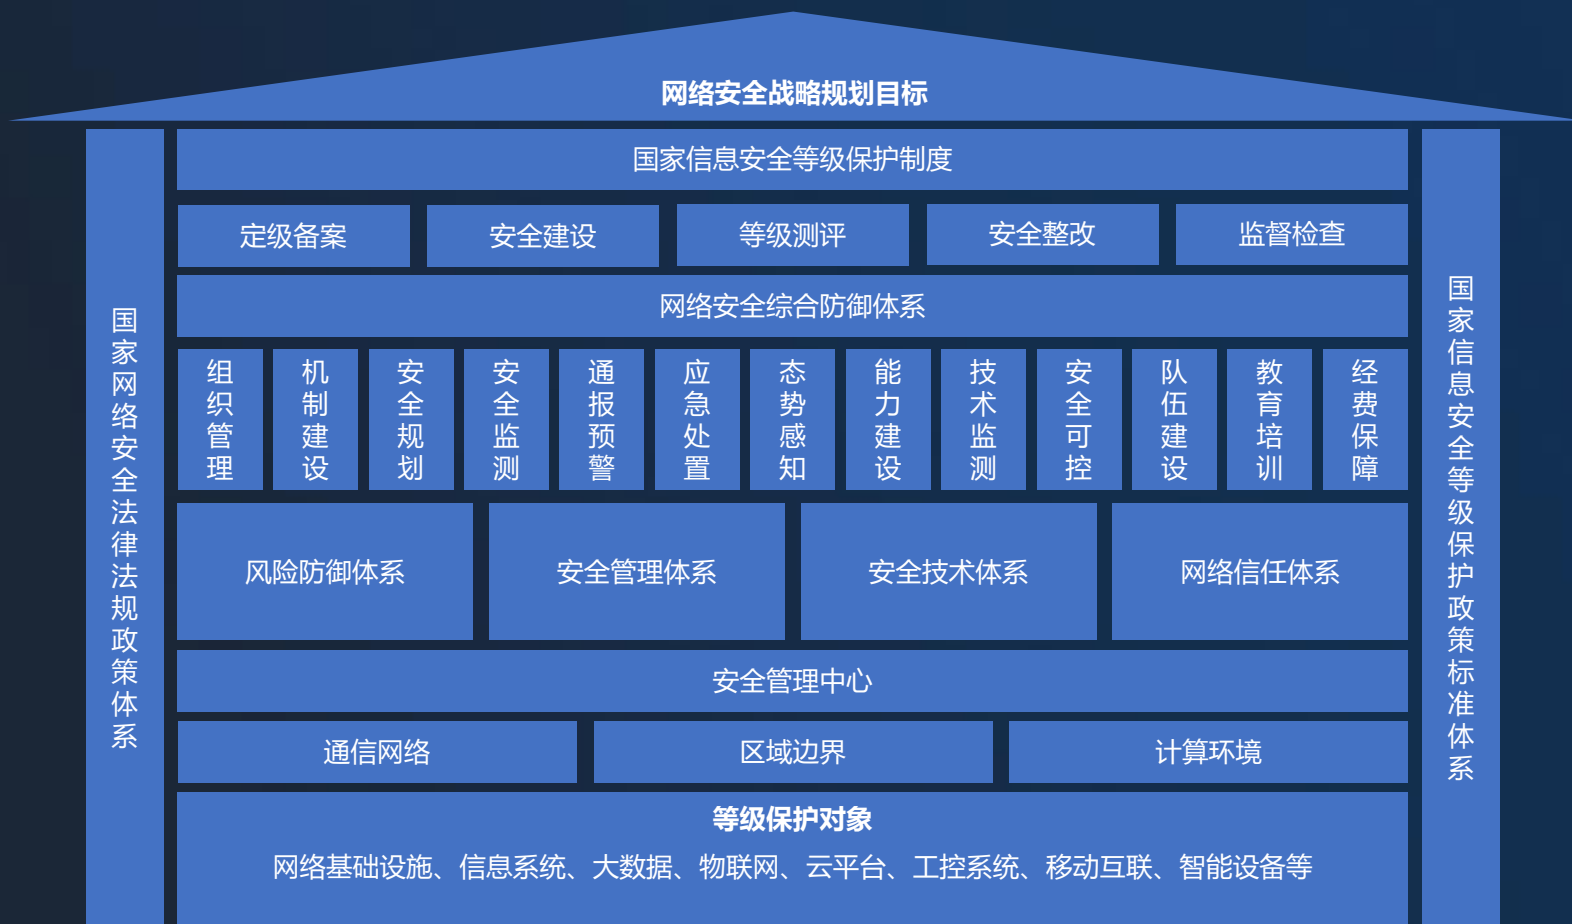 网络安全战略规划目标
国家网络安全法律法规政策体系
国家信息安全等级保护制度
定级备案
安全建设
等级测评
安全整改
监督检查
网络安全综合防御体系
组织管理
机制建设
安全规划
安全监测
通报预警
应急处置
态势感知
能力建设
技术监测
安全可控
队伍建设
教育培训
经费保障
风险防御体系
安全管理体系
安全技术体系
网络信任体系
安全管理中心
通信网络
区域边界
计算环境
等级保护对象
网络基础设施、信息系统、大数据、物联网、云平台、工控系统、移动互联、智能设备等
国家信息安全等级保护政策标准体系